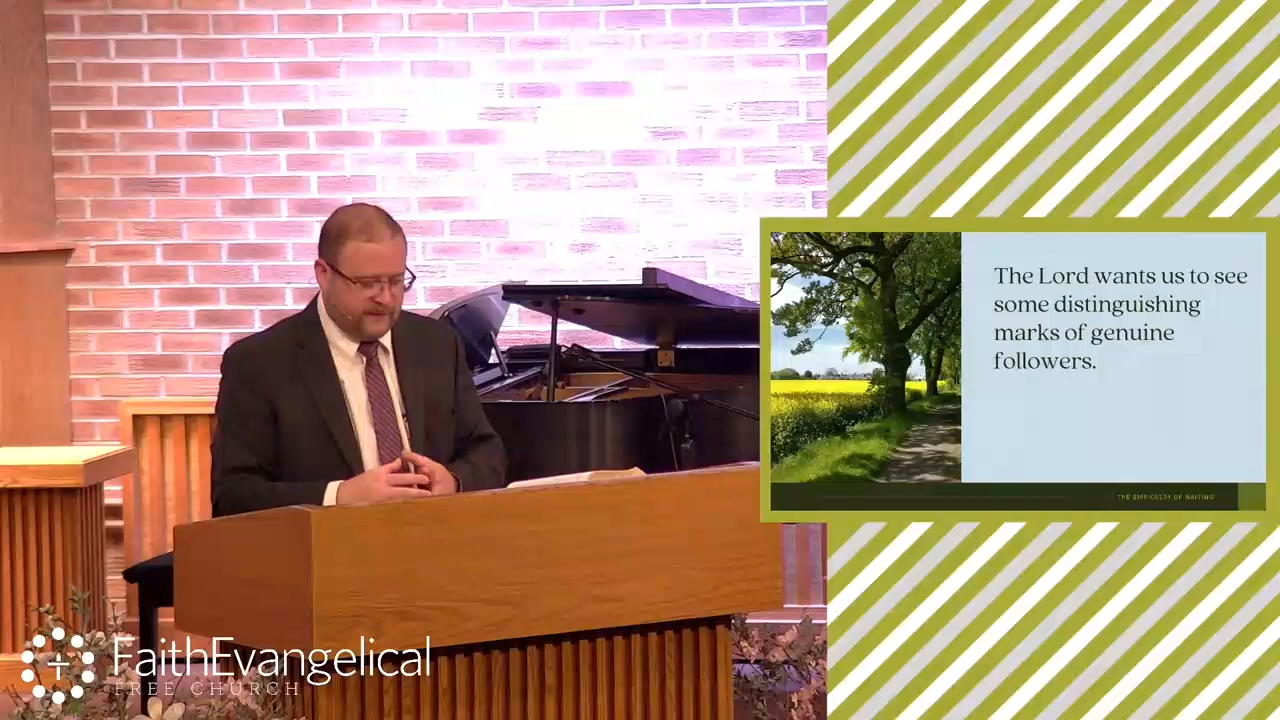 The Lord wants us to see
some distinguishing
marks of genuine
followers.
THE DIFFICULTY OF WAITING
FaithEvangelical
FREE CHURCH